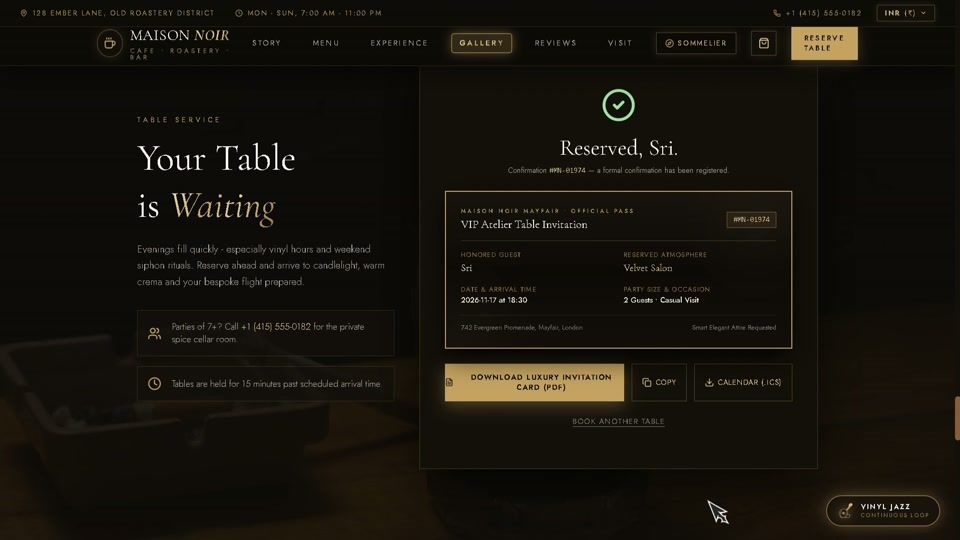 128 EMBER LANE, OLD ROASTERY DISTRICT
MON - SUN, 7:00 AM - 11:00 PM
+1 (415) 555-0182
INR (₹)
MAISON NOIR
CAFE · ROASTERY · BAR
STORY
MENU
EXPERIENCE
GALLERY
REVIEWS
VISIT
SOMMELIER
RESERVE TABLE
TABLE SERVICE
Your Table
is Waiting
Evenings fill quickly - especially vinyl hours and weekend
siphon rituals. Reserve ahead and arrive to candlelight, warm
crema and your bespoke flight prepared.
Parties of 7+? Call +1 (415) 555-0182 for the private
spice cellar room.
Tables are held for 15 minutes past scheduled arrival time.
Reserved, Sri.
Confirmation #MN-01974 — a formal confirmation has been registered.
MAISON NOIR MAYFAIR · OFFICIAL PASS
VIP Atelier Table Invitation
#MN-01974
HONORED GUEST
Sri
RESERVED ATMOSPHERE
Velvet Salon
DATE & ARRIVAL TIME
2026-11-17 at 18:30
PARTY SIZE & OCCASION
2 Guests · Casual Visit
742 Evergreen Promenade, Mayfair, London
Smart Elegant Attire Requested
DOWNLOAD LUXURY INVITATION
CARD (PDF)
COPY
CALENDAR (.ICS)
BOOK ANOTHER TABLE
VINYL JAZZ
CONTINUOUS LOOP